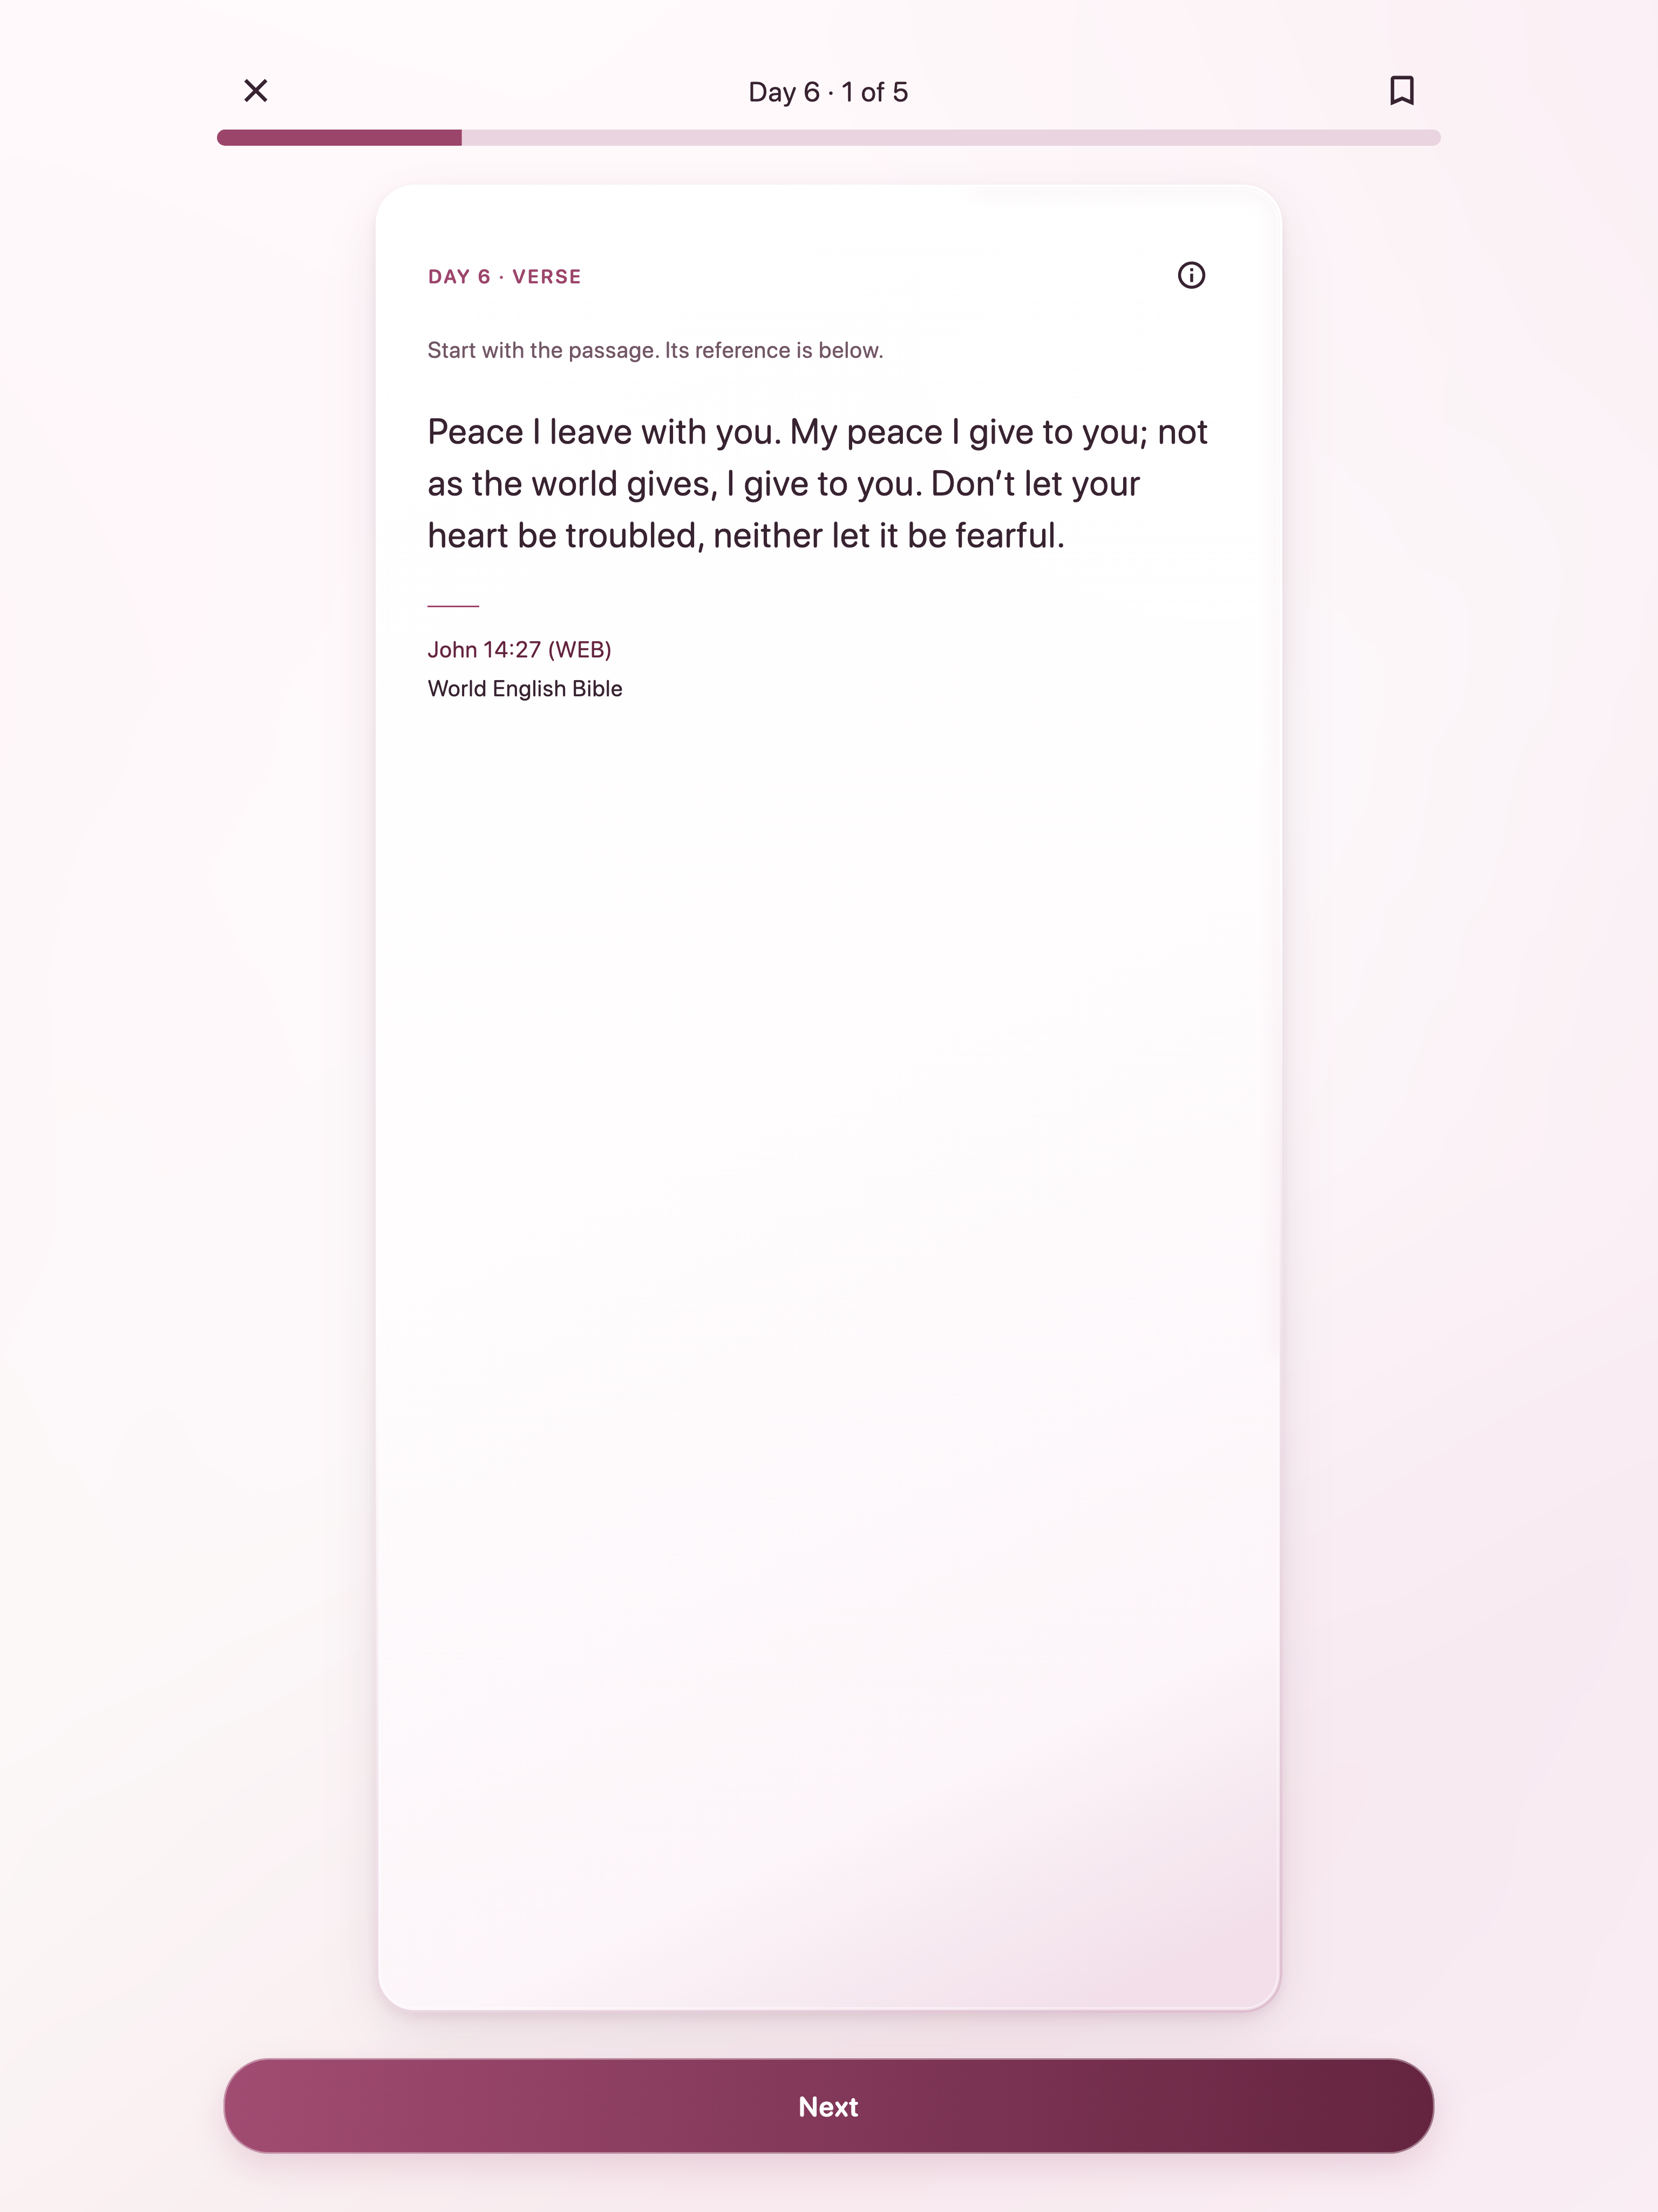 Day 6 · 1 of 5
DAY 6 · VERSE
Start with the passage. Its reference is below.
Peace I leave with you. My peace I give to you; not
as the world gives, I give to you. Don’t let your
heart be troubled, neither let it be fearful.
John 14:27 (WEB)
World English Bible
Next